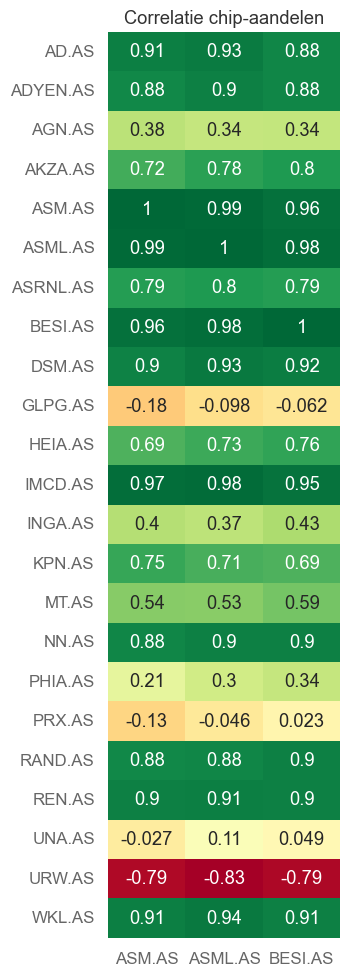 Correlatie chip-aandelen
AD.AS 0.91 0.93 0.88
ADYEN.AS 0.88 0.9 0.88
AGN.AS 0.38 0.34 0.34
AKZA.AS 0.72 0.78 0.8
ASM.AS 1 0.99 0.96
ASML.AS 0.99 1 0.98
ASRNL.AS 0.79 0.8 0.79
BESI.AS 0.96 0.98 1
DSM.AS 0.9 0.93 0.92
GLPG.AS -0.18 -0.098 -0.062
HEIA.AS 0.69 0.73 0.76
IMCD.AS 0.97 0.98 0.95
INGA.AS 0.4 0.37 0.43
KPN.AS 0.75 0.71 0.69
MT.AS 0.54 0.53 0.59
NN.AS 0.88 0.9 0.9
PHIA.AS 0.21 0.3 0.34
PRX.AS -0.13 -0.046 0.023
RAND.AS 0.88 0.88 0.9
REN.AS 0.9 0.91 0.9
UNA.AS -0.027 0.11 0.049
URW.AS -0.79 -0.83 -0.79
WKL.AS 0.91 0.94 0.91
ASM.AS ASML.AS BESI.AS